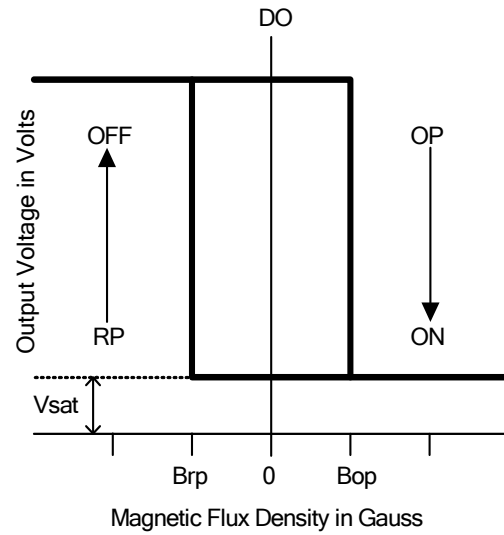 DO
Output Voltage in Volts
OFF
OP
RP
ON
Vsat
Brp
0
Bop
Magnetic Flux Density in Gauss